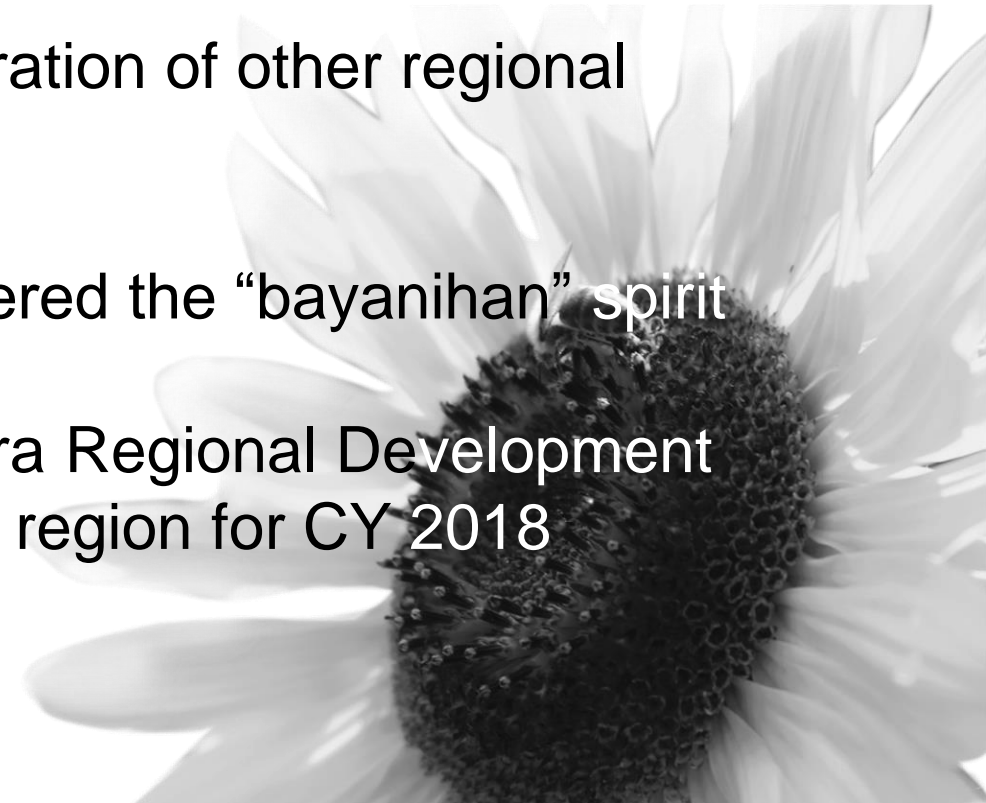 ration of other regional
ered the “bayanihan” spirit
ra Regional Development
region for CY 2018